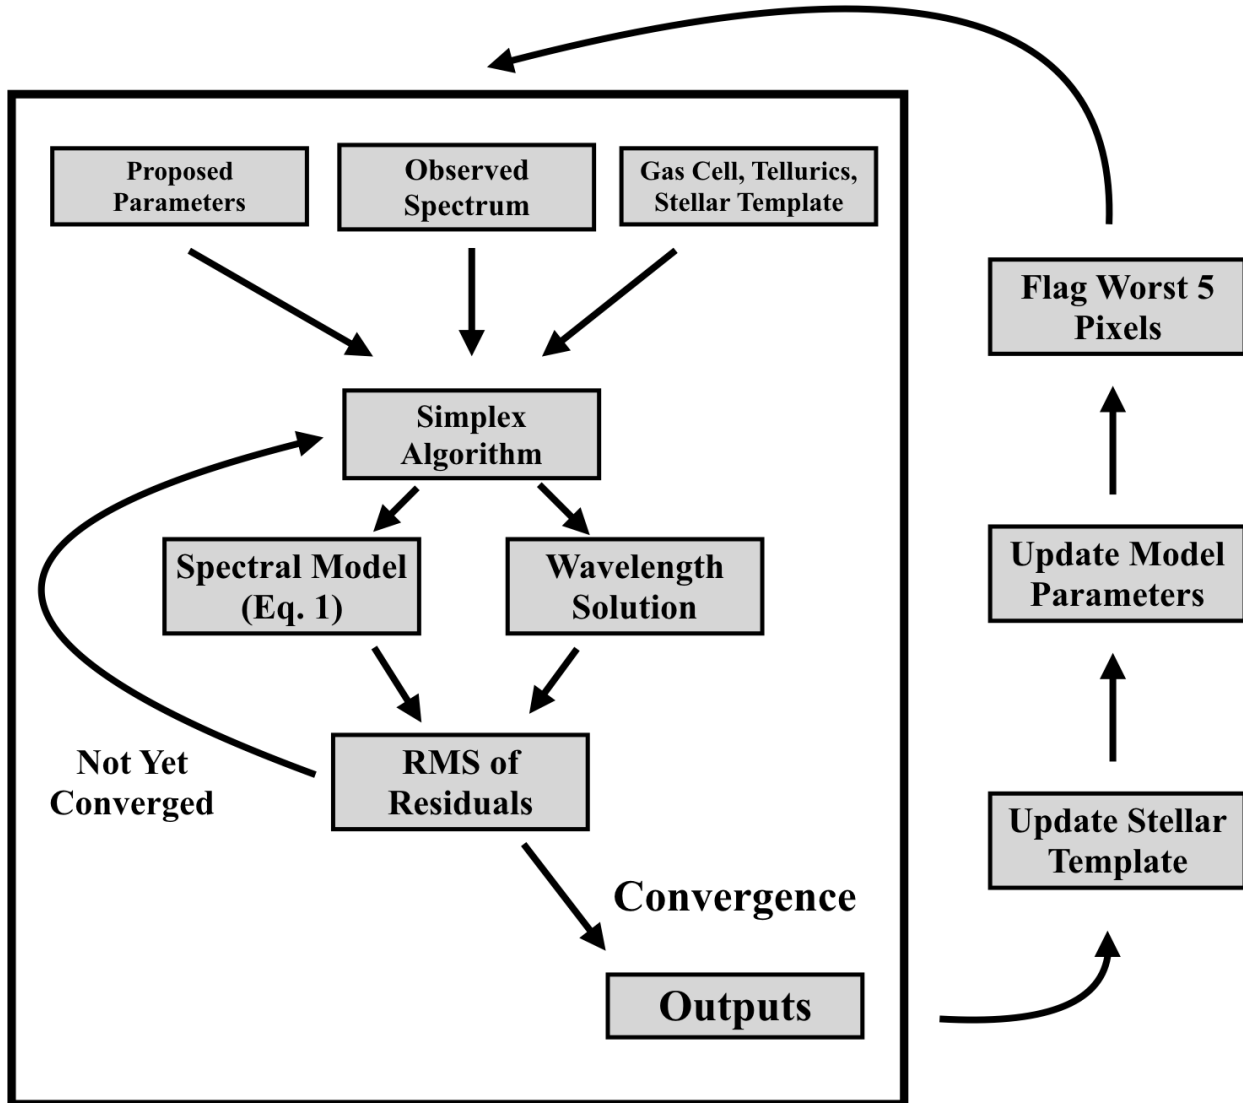 Proposed
Parameters
Observed
Spectrum
Gas Cell, Tellurics,
Stellar Template
Simplex
Algorithm
Spectral Model
(Eq. 1)
Wavelength
Solution
RMS of
Residuals
Not Yet
Converged
Convergence
Outputs
Flag Worst 5
Pixels
Update Model
Parameters
Update Stellar
Template